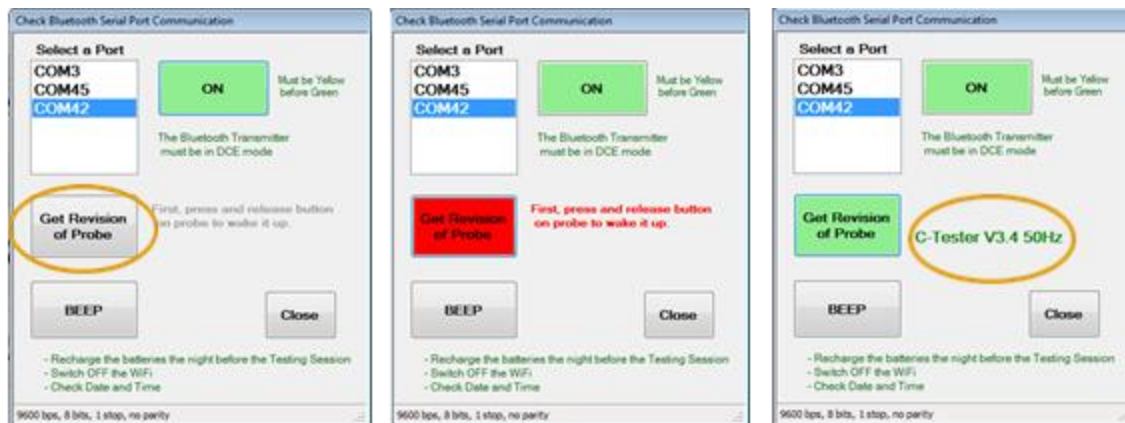 Check Bluetooth Serial Port Communication
Select a Port
COM3
COM45
COM42
ON
Must be Yellow
before Green
The Bluetooth Transmitter
must be in DCE mode
Get Revision
of Probe
First, press and release button
on probe to wake it up.
BEEP
Close
- Recharge the batteries the night before the Testing Session
- Switch OFF the WiFi
- Check Date and Time
9600 bps, 8 bits, 1 stop, no parity
Check Bluetooth Serial Port Communication
Select a Port
COM3
COM45
COM42
ON
Must be Yellow
before Green
The Bluetooth Transmitter
must be in DCE mode
Get Revision
of Probe
First, press and release button
on probe to wake it up.
BEEP
Close
- Recharge the batteries the night before the Testing Session
- Switch OFF the WiFi
- Check Date and Time
9600 bps, 8 bits, 1 stop, no parity
Check Bluetooth Serial Port Communication
Select a Port
COM3
COM45
COM42
ON
Must be Yellow
before Green
The Bluetooth Transmitter
must be in DCE mode
Get Revision
of Probe
C-Tester V3.4 50Hz
BEEP
Close
- Recharge the batteries the night before the Testing Session
- Switch OFF the WiFi
- Check Date and Time
9600 bps, 8 bits, 1 stop, no parity